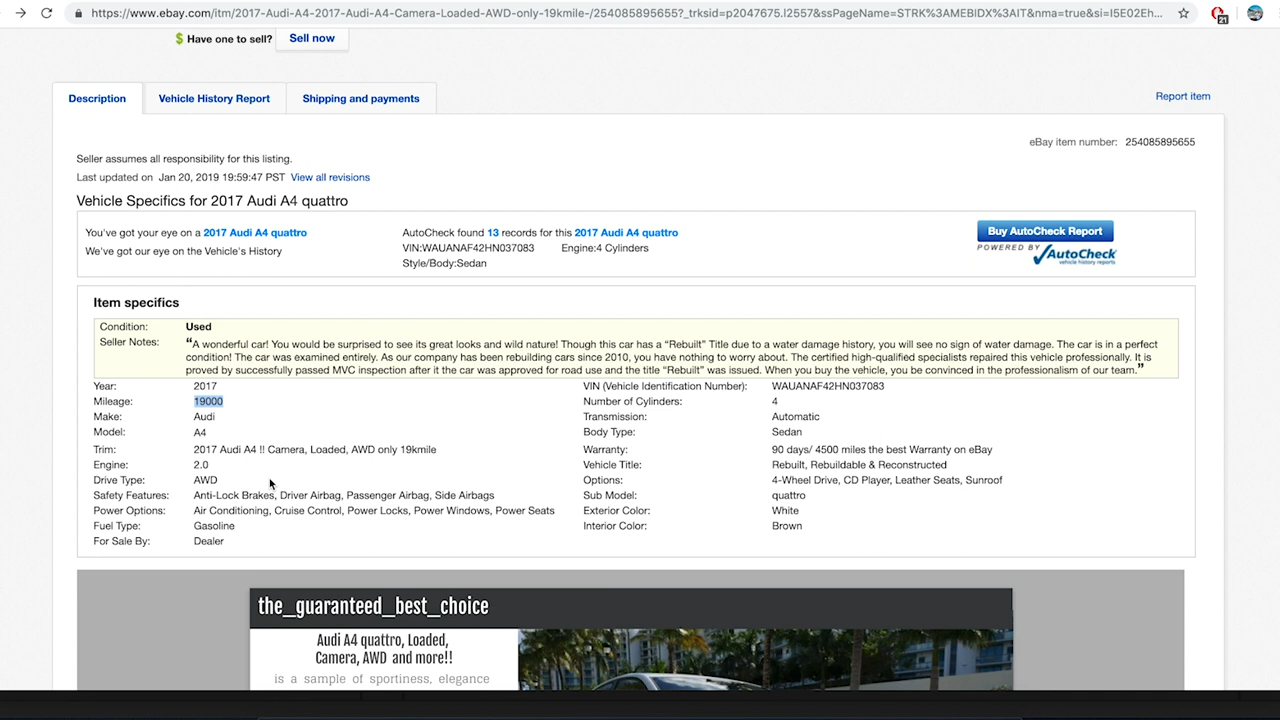 https://www.ebay.com/itm/2017-Audi-A4-2017-Audi-A4-Camera-Loaded-AWD-only-19kmile-/254085895655?_trksid=p2047675.l2557&ssPageName=STRK%3AMEBIDX%3AIT&nma=true&si=I5E02Eh...
21
Have one to sell? Sell now
Description Vehicle History Report Shipping and payments
Report item
eBay item number: 254085895655
Seller assumes all responsibility for this listing.
Last updated on Jan 20, 2019 19:59:47 PST View all revisions
Vehicle Specifics for 2017 Audi A4 quattro
You've got your eye on a 2017 Audi A4 quattro
We've got our eye on the Vehicle's History
AutoCheck found 13 records for this 2017 Audi A4 quattro
VIN:WAUANAF42HN037083 Engine:4 Cylinders
Style/Body:Sedan
Buy AutoCheck Report
POWERED BY
AutoCheck
vehicle history reports
Item specifics
Condition: Used
Seller Notes: “A wonderful car! You would be surprised to see its great looks and wild nature! Though this car has a “Rebuilt” Title due to a water damage history, you will see no sign of water damage. The car is in a perfect
condition! The car was examined entirely. As our company has been rebuilding cars since 2010, you have nothing to worry about. The certified high-qualified specialists repaired this vehicle professionally. It is
proved by successfully passed MVC inspection after it the car was approved for road use and the title “Rebuilt” was issued. When you buy the vehicle, you be convinced in the professionalism of our team.”
Year: 2017 VIN (Vehicle Identification Number): WAUANAF42HN037083
Mileage: 19000 Number of Cylinders: 4
Make: Audi Transmission: Automatic
Model: A4 Body Type: Sedan
Trim: 2017 Audi A4 !! Camera, Loaded, AWD only 19kmile Warranty: 90 days/ 4500 miles the best Warranty on eBay
Engine: 2.0 Vehicle Title: Rebuilt, Rebuildable & Reconstructed
Drive Type: AWD Options: 4-Wheel Drive, CD Player, Leather Seats, Sunroof
Safety Features: Anti-Lock Brakes, Driver Airbag, Passenger Airbag, Side Airbags Sub Model: quattro
Power Options: Air Conditioning, Cruise Control, Power Locks, Power Windows, Power Seats Exterior Color: White
Fuel Type: Gasoline Interior Color: Brown
For Sale By: Dealer
the_guaranteed_best_choice
Audi A4 quattro, Loaded,
Camera, AWD and more!!
is a sample of sportiness, elegance